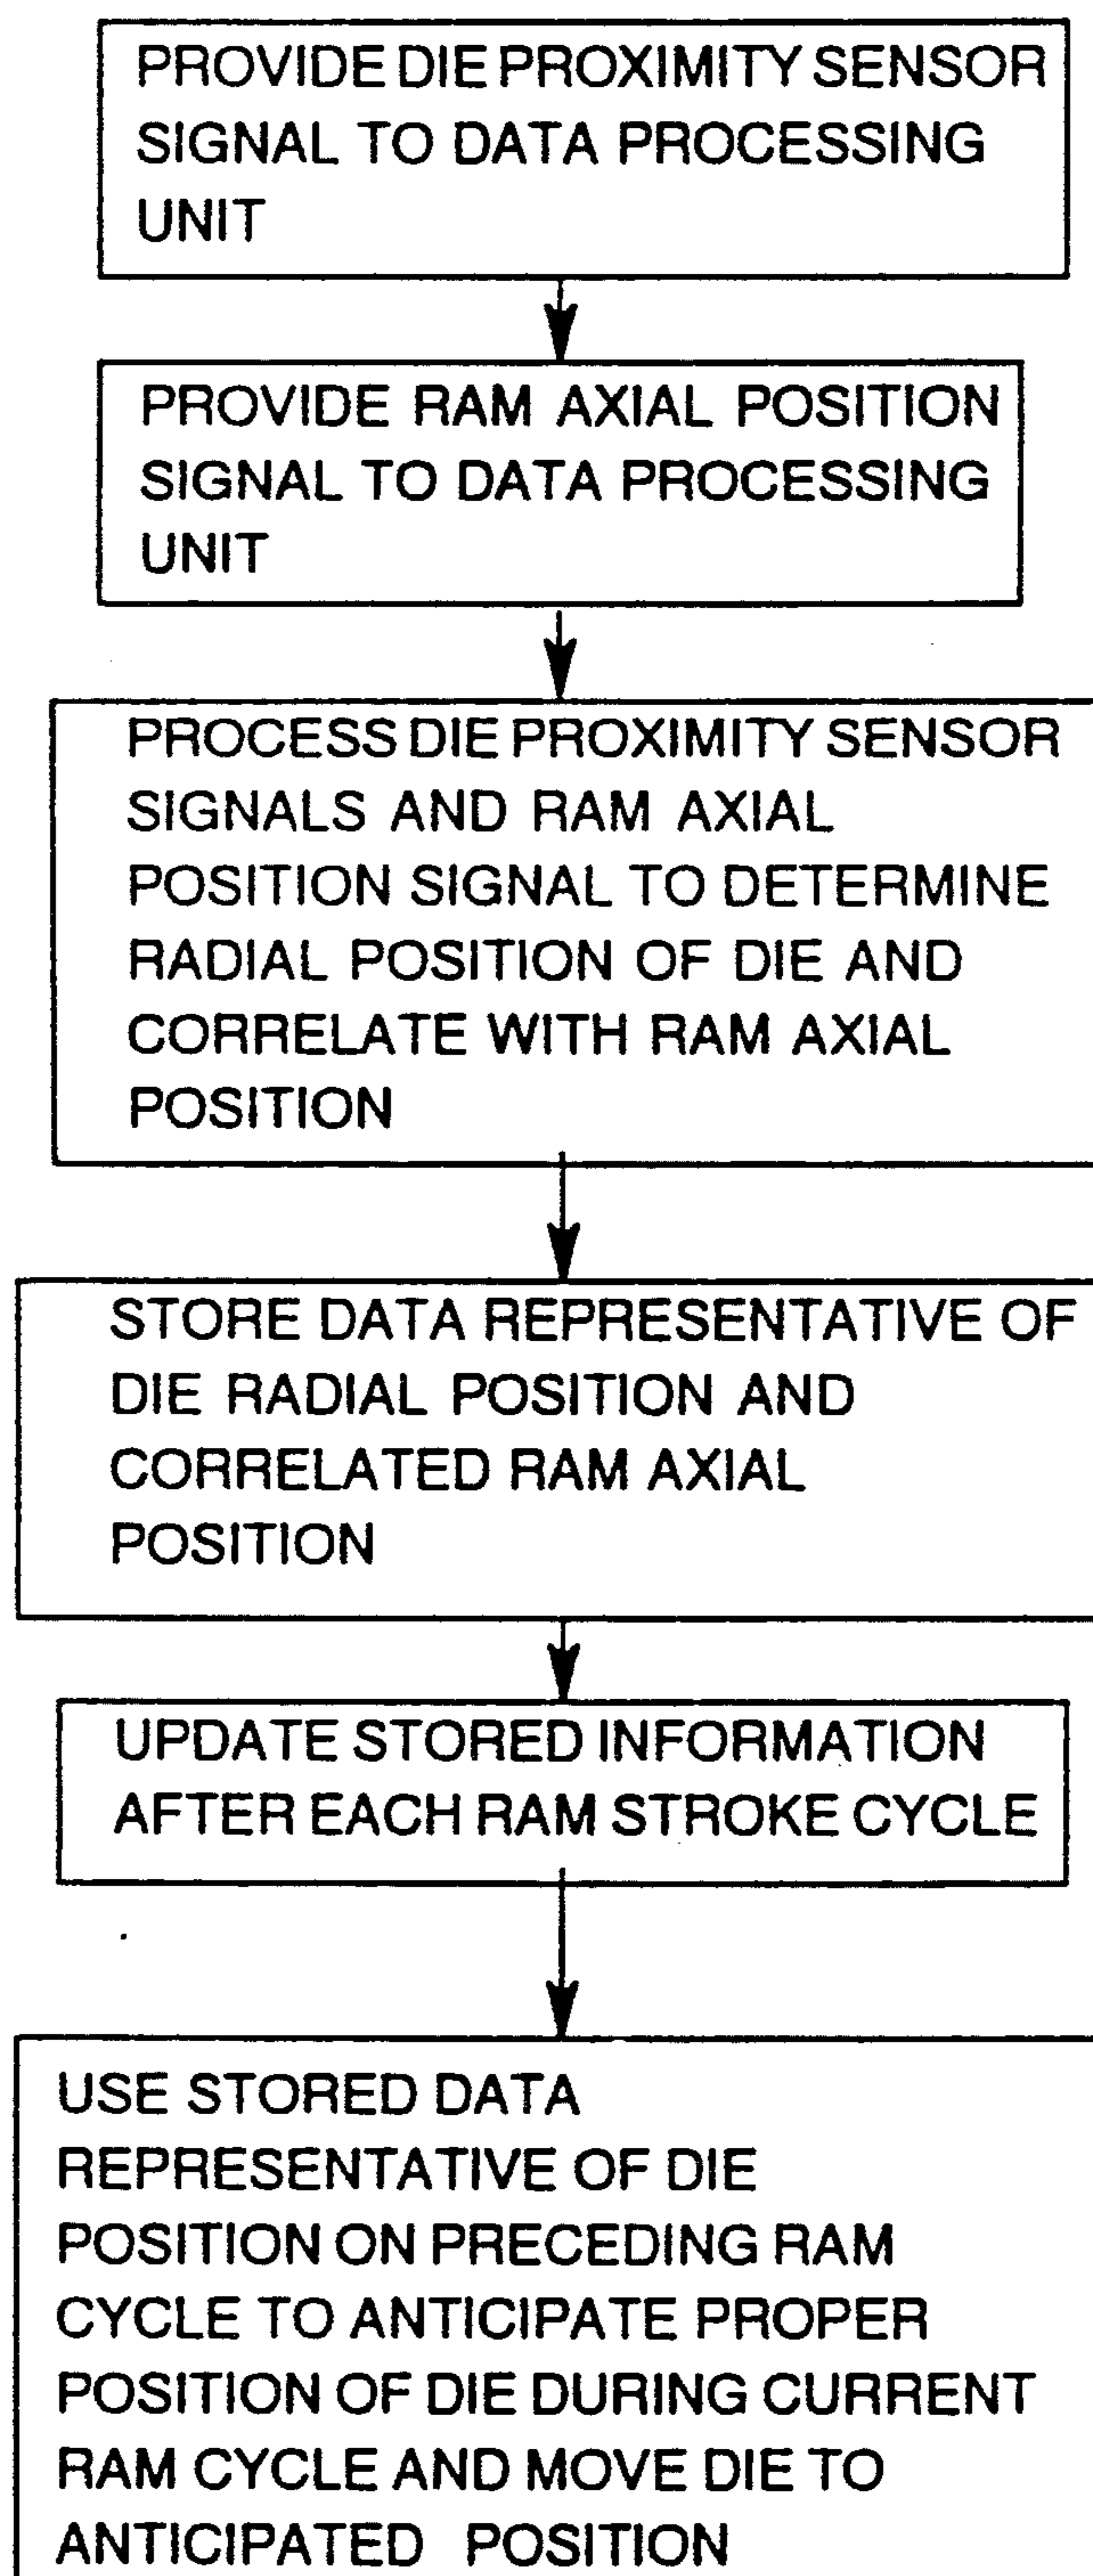 PROVIDE DIE PROXIMITY SENSOR
SIGNAL TO DATA PROCESSING
UNIT
PROVIDE RAM AXIAL POSITION
SIGNAL TO DATA PROCESSING
UNIT
PROCESS DIE PROXIMITY SENSOR
SIGNALS AND RAM AXIAL
POSITION SIGNAL TO DETERMINE
RADIAL POSITION OF DIE AND
CORRELATE WITH RAM AXIAL
POSITION
STORE DATA REPRESENTATIVE OF
DIE RADIAL POSITION AND
CORRELATED RAM AXIAL
POSITION
UPDATE STORED INFORMATION
AFTER EACH RAM STROKE CYCLE
USE STORED DATA
REPRESENTATIVE OF DIE
POSITION ON PRECEDING RAM
CYCLE TO ANTICIPATE PROPER
POSITION OF DIE DURING CURRENT
RAM CYCLE AND MOVE DIE TO
ANTICIPATED POSITION